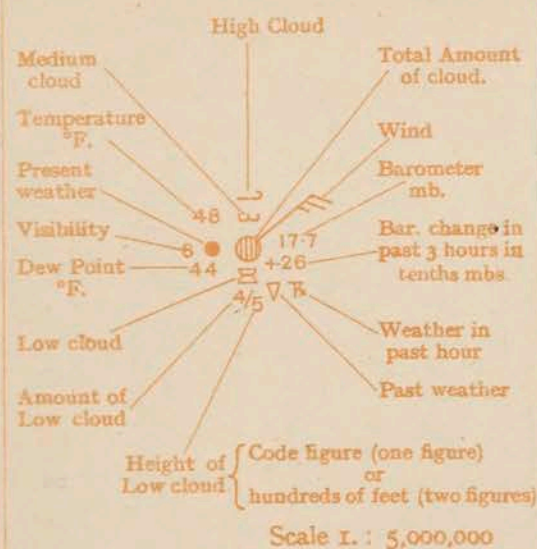 High Cloud
Medium
cloud
Total Amount
of cloud.
Temperature
°F.
Wind
Present
weather
Barometer
mb.
48
Visibility
6
17.7
Bar. change in
past 3 hours in
tenths mbs.
Dew Point
°F.
44
+26
4/5
Low cloud
Weather in
past hour
Amount of
Low cloud
Past weather
Height of
Low cloud
Code figure (one figure)
or
hundreds of feet (two figures)
Scale 1. : 5,000,000